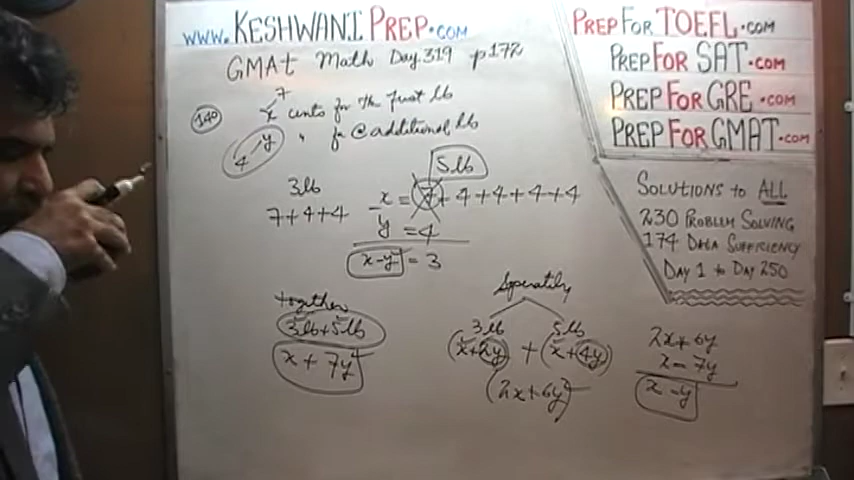 www.KESHWANI PREP.COM
GMAT Math Day 319 p172
140
7
x cents for the first lb
y " for @ additional lb
4
5lb
3lb
7+4+4
x = 7+4+4+4+4
y = 4
x-y = 3
together
3lb+5lb
x + 7y
Seperatily
3lb 5lb
(x+2y) + (x+4y)
(2x+6y)
2x+6y
x - 7y
x - y
PREPFOR TOEFL.COM
PREPFOR SAT.COM
PREPFOR GRE.COM
PREPFOR GMAT.COM
SOLUTIONS TO ALL
230 PROBLEM SOLVING
174 DATA SUFFICIENCY
DAY 1 TO DAY 250